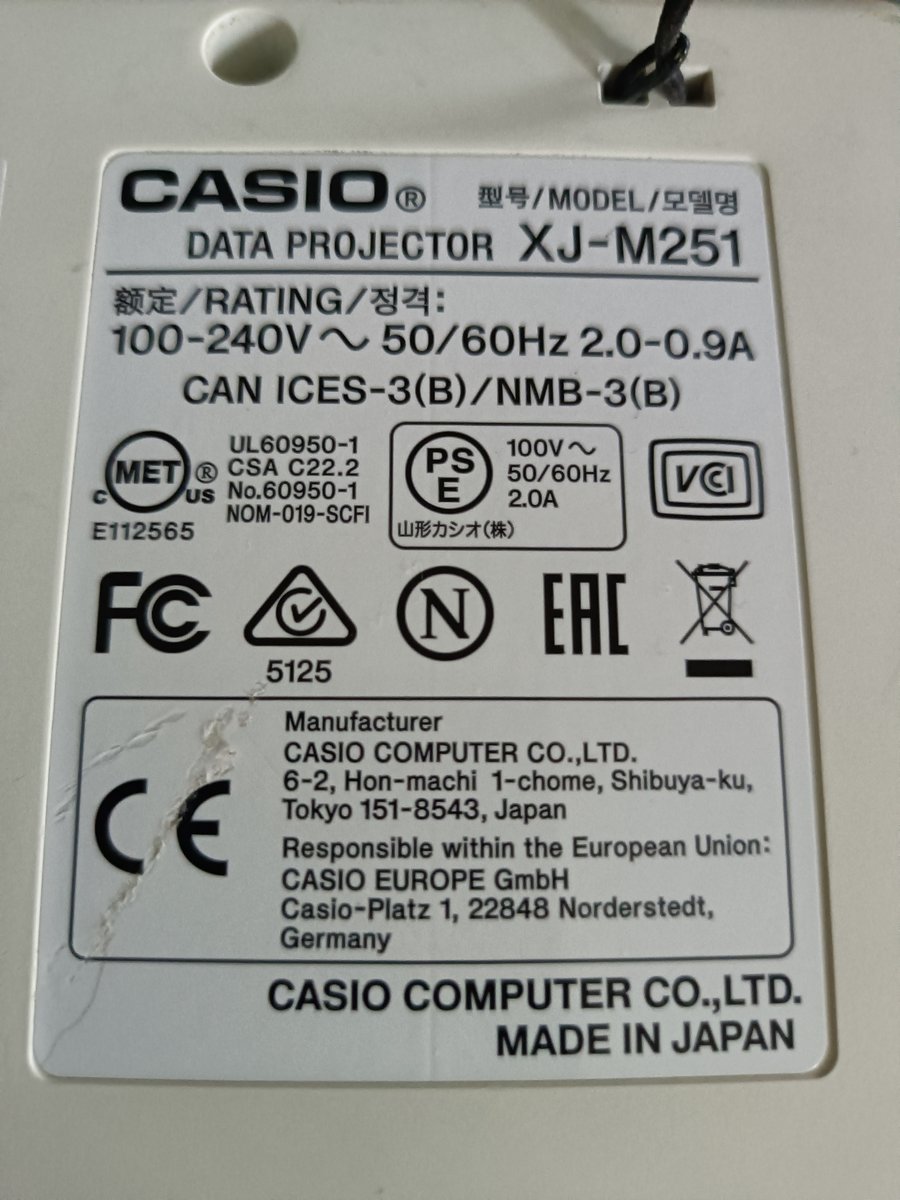 CASIO®
型号/MODEL/모델명
DATA PROJECTOR XJ-M251
额定/RATING/정격:
100-240V～ 50/60Hz 2.0-0.9A
CAN ICES-3(B)/NMB-3(B)
C MET® US
E112565
UL60950-1
CSA C22.2
No.60950-1
NOM-019-SCFI
PS
E
100V～
50/60Hz
2.0A
山形カシオ(株)
VCI
FC
5125
N
EAC
CE
Manufacturer
CASIO COMPUTER CO.,LTD.
6-2, Hon-machi 1-chome, Shibuya-ku,
Tokyo 151-8543, Japan
Responsible within the European Union:
CASIO EUROPE GmbH
Casio-Platz 1, 22848 Norderstedt,
Germany
CASIO COMPUTER CO.,LTD.
MADE IN JAPAN